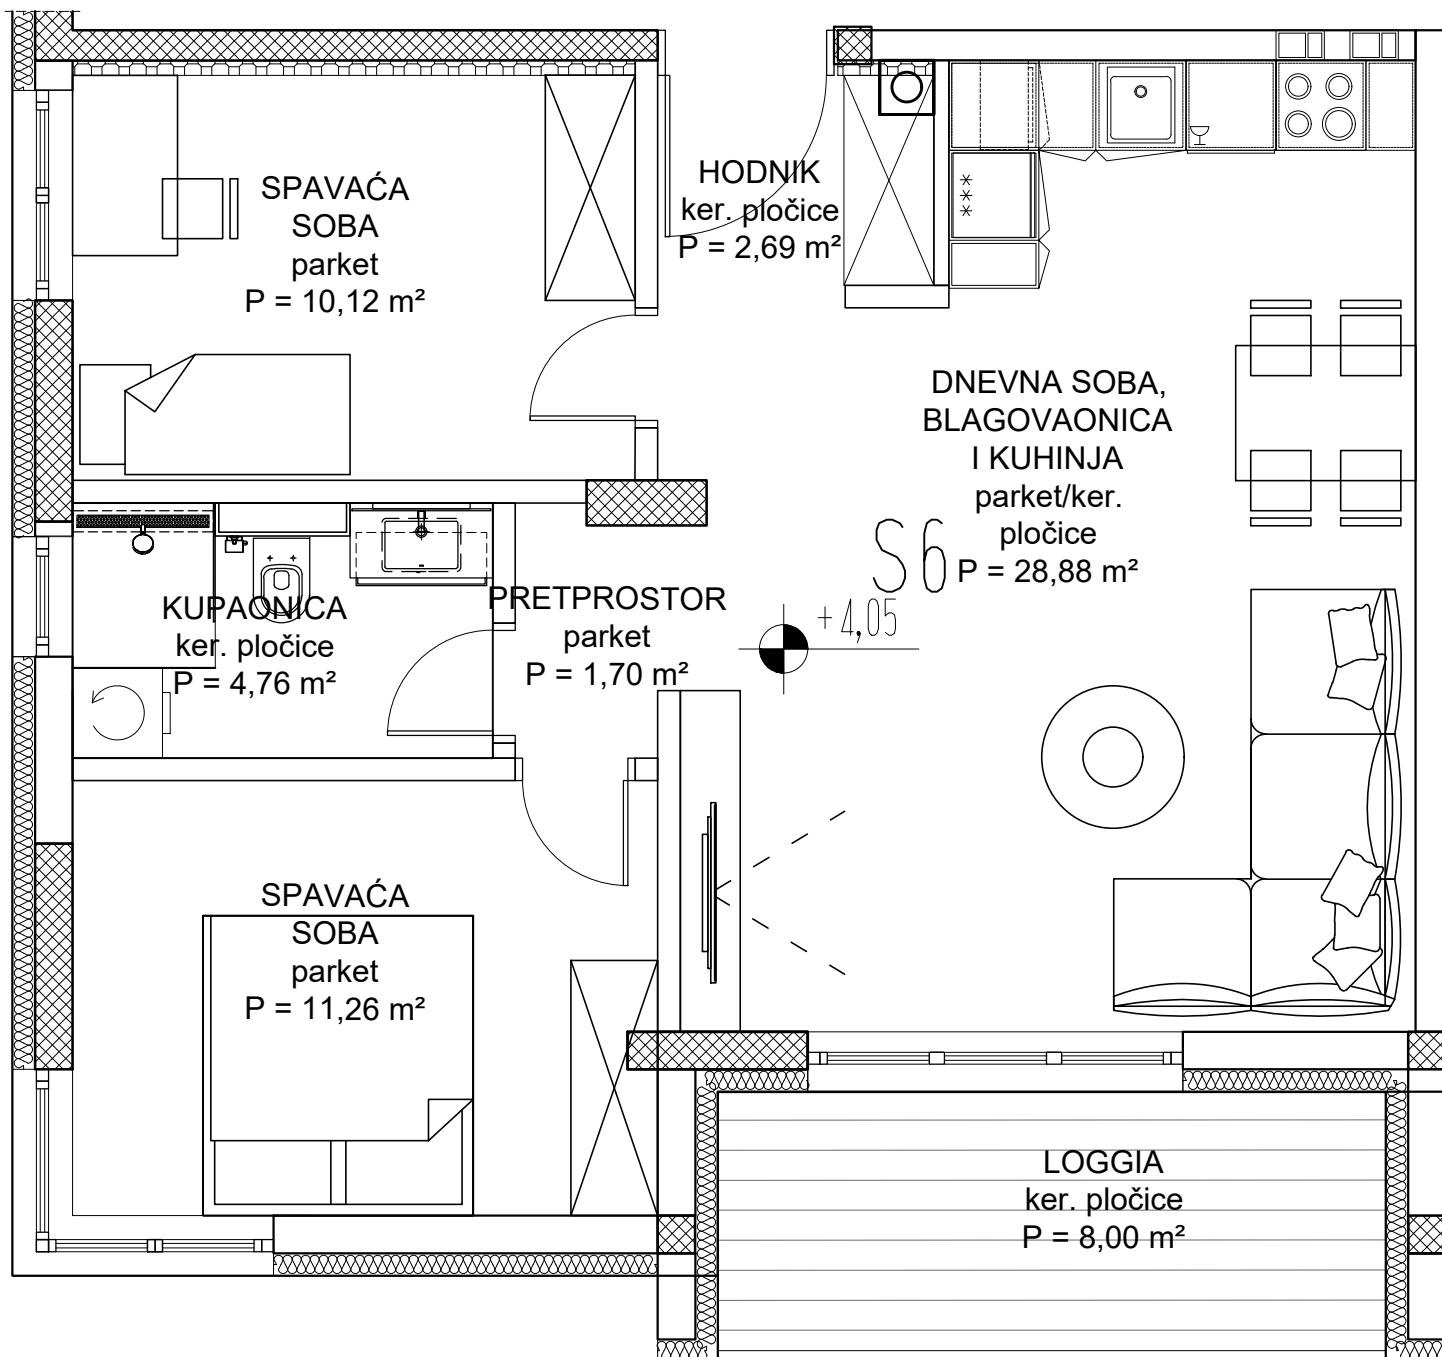 HODNIK
ker. pločice
P = 2,69 m²
SPAVAĆA
SOBA
parket
P = 10,12 m²
DNEVNA SOBA,
BLAGOVAONICA
I KUHINJA
parket/ker.
pločice
P = 28,88 m²
S6
+4,05
KUPAONICA
ker. pločice
P = 4,76 m²
PRETPROSTOR
parket
P = 1,70 m²
SPAVAĆA
SOBA
parket
P = 11,26 m²
LOGGIA
ker. pločice
P = 8,00 m²